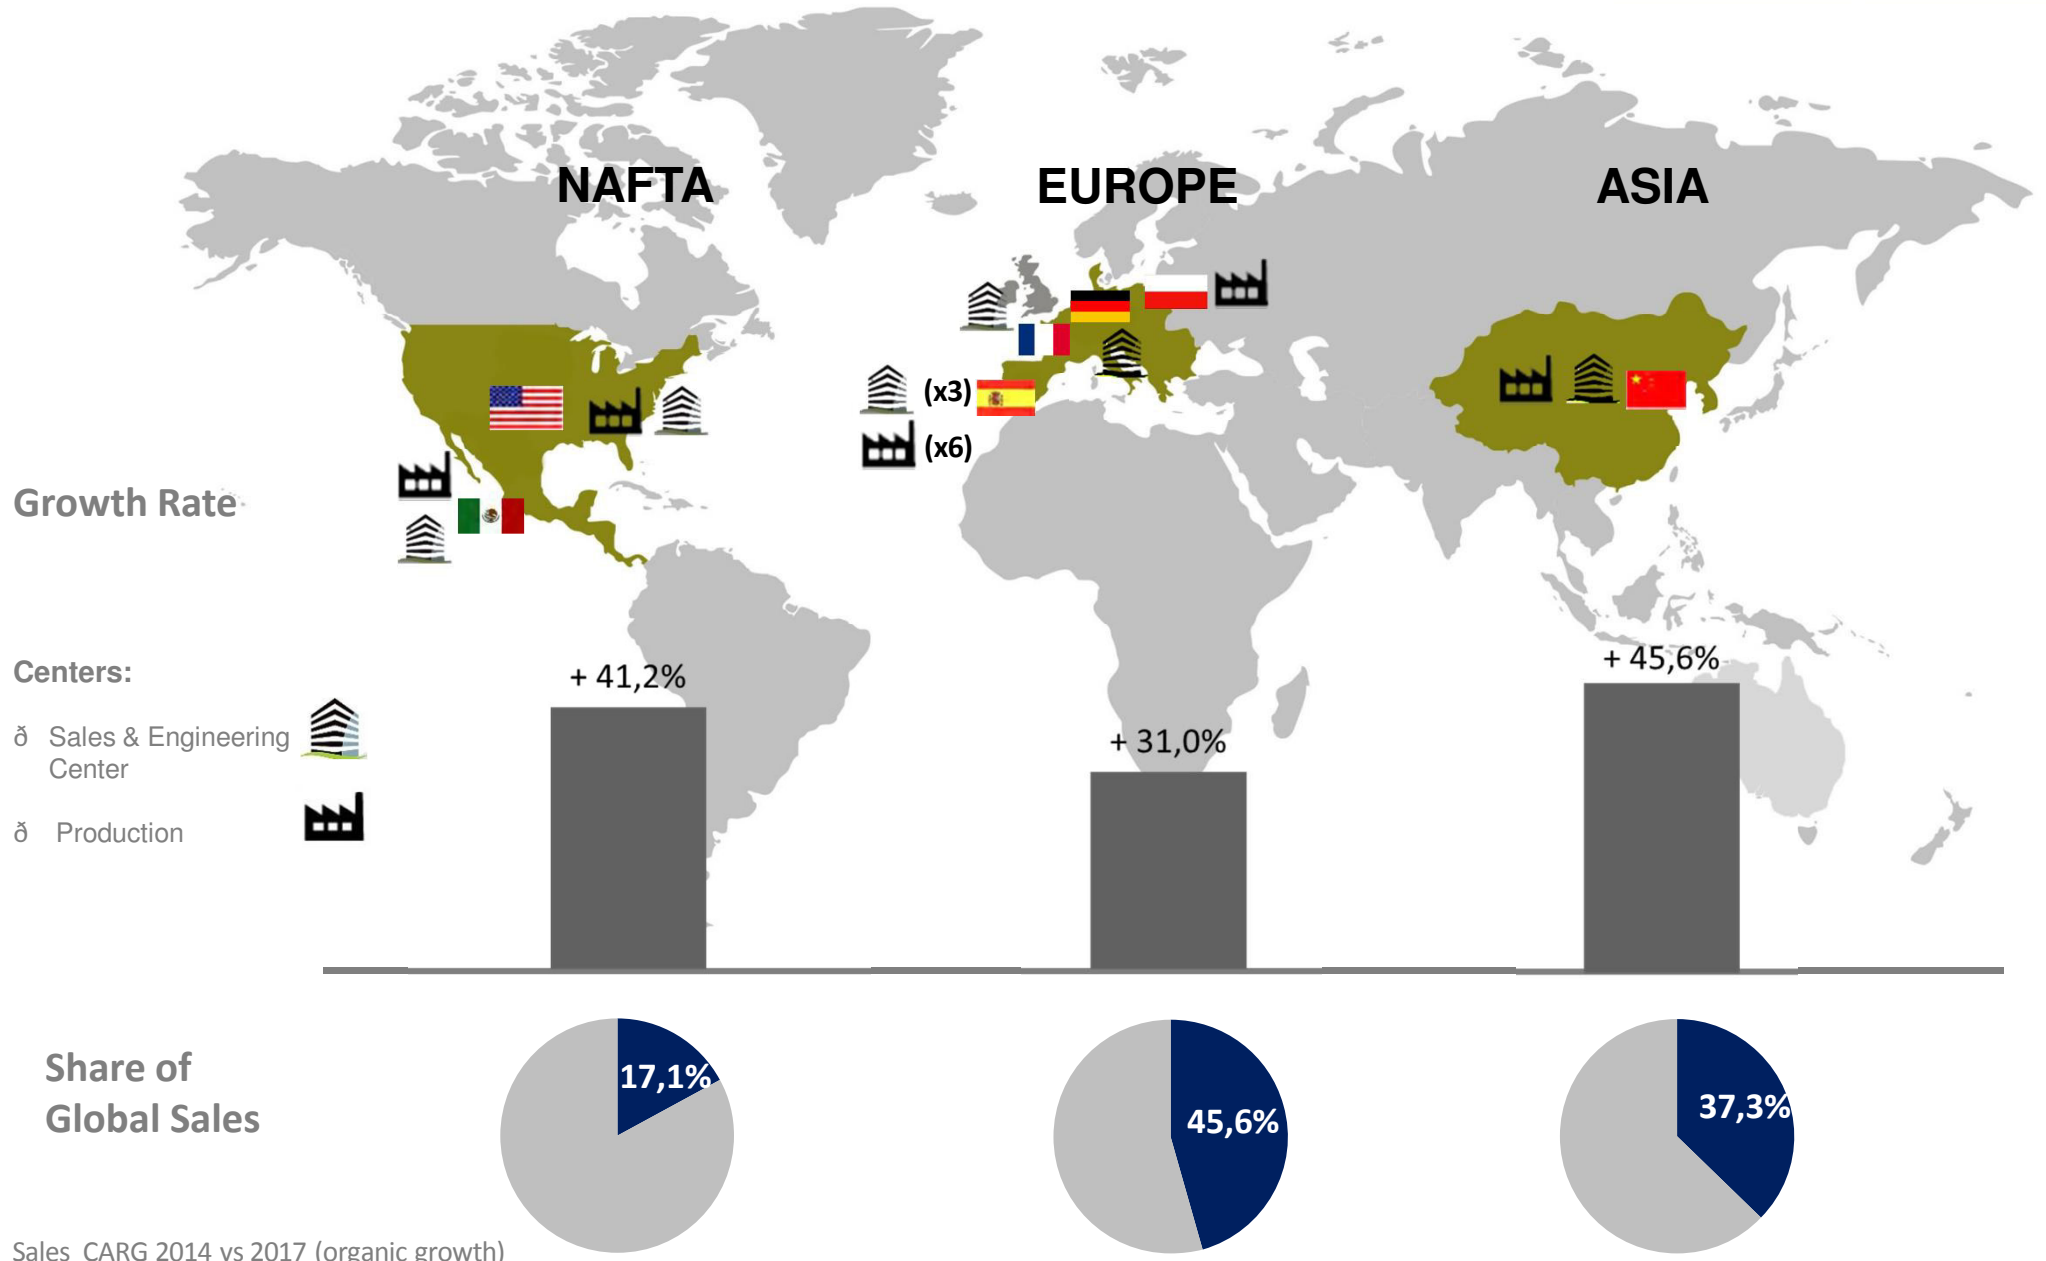 NAFTA
EUROPE
ASIA
(x3)
(x6)
Growth Rate
Centers:
ð Sales & Engineering
Center
ð Production
+ 41,2%
+ 31,0%
+ 45,6%
Share of
Global Sales
17,1%
45,6%
37,3%
Sales CARG 2014 vs 2017 (organic growth)